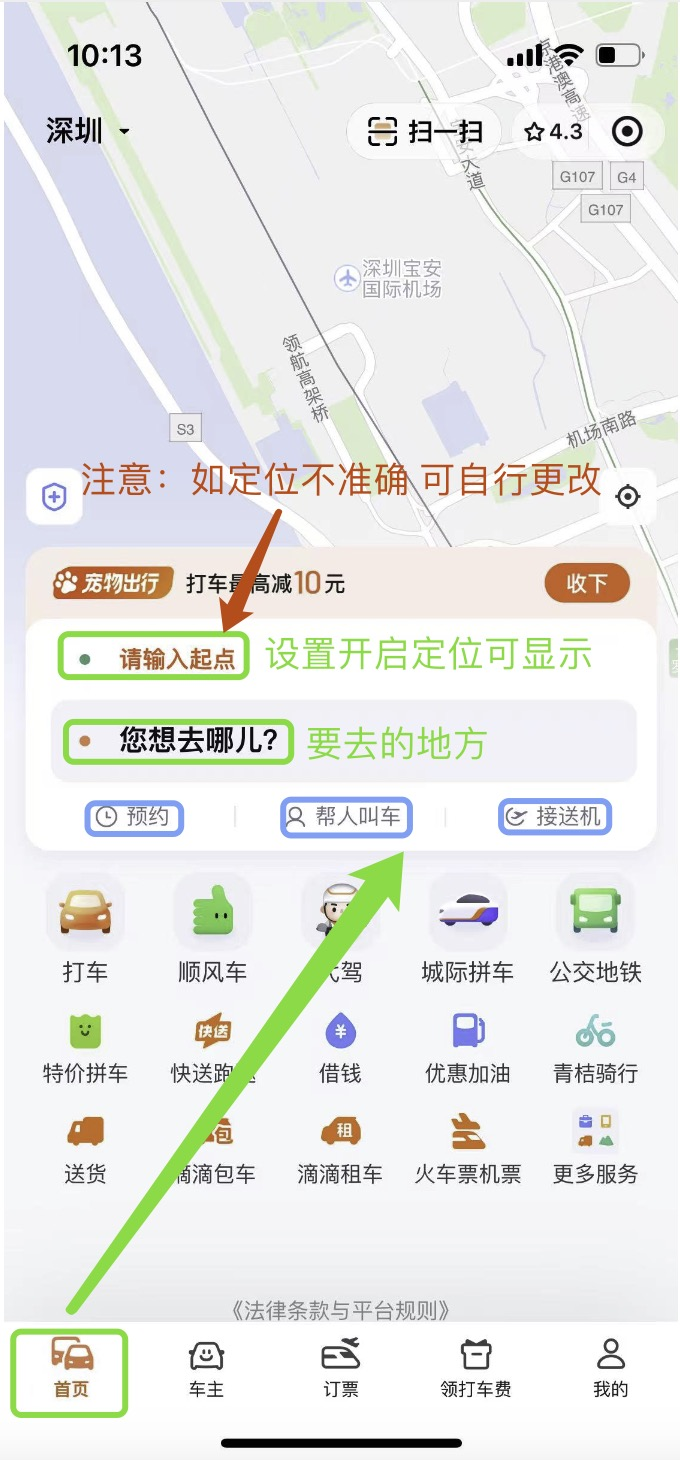 10:13
京港澳高速
深圳
扫一扫
4.3
宝安大道
G107
G4
G107
深圳宝安
国际机场
领航高架桥
S3
机场南路
注意：如定位不准确 可自行更改
宠物出行 打车最高减10元
收下
请输入起点
设置开启定位可显示
您想去哪儿?
要去的地方
预约
帮人叫车
接送机
打车
顺风车
驾
城际拼车
公交地铁
快送
特价拼车
快送跑
借钱
优惠加油
青桔骑行
包
租
送货
滴滴包车
滴滴租车
火车票机票
更多服务
《法律条款与平台规则》
首页
车主
订票
领打车费
我的